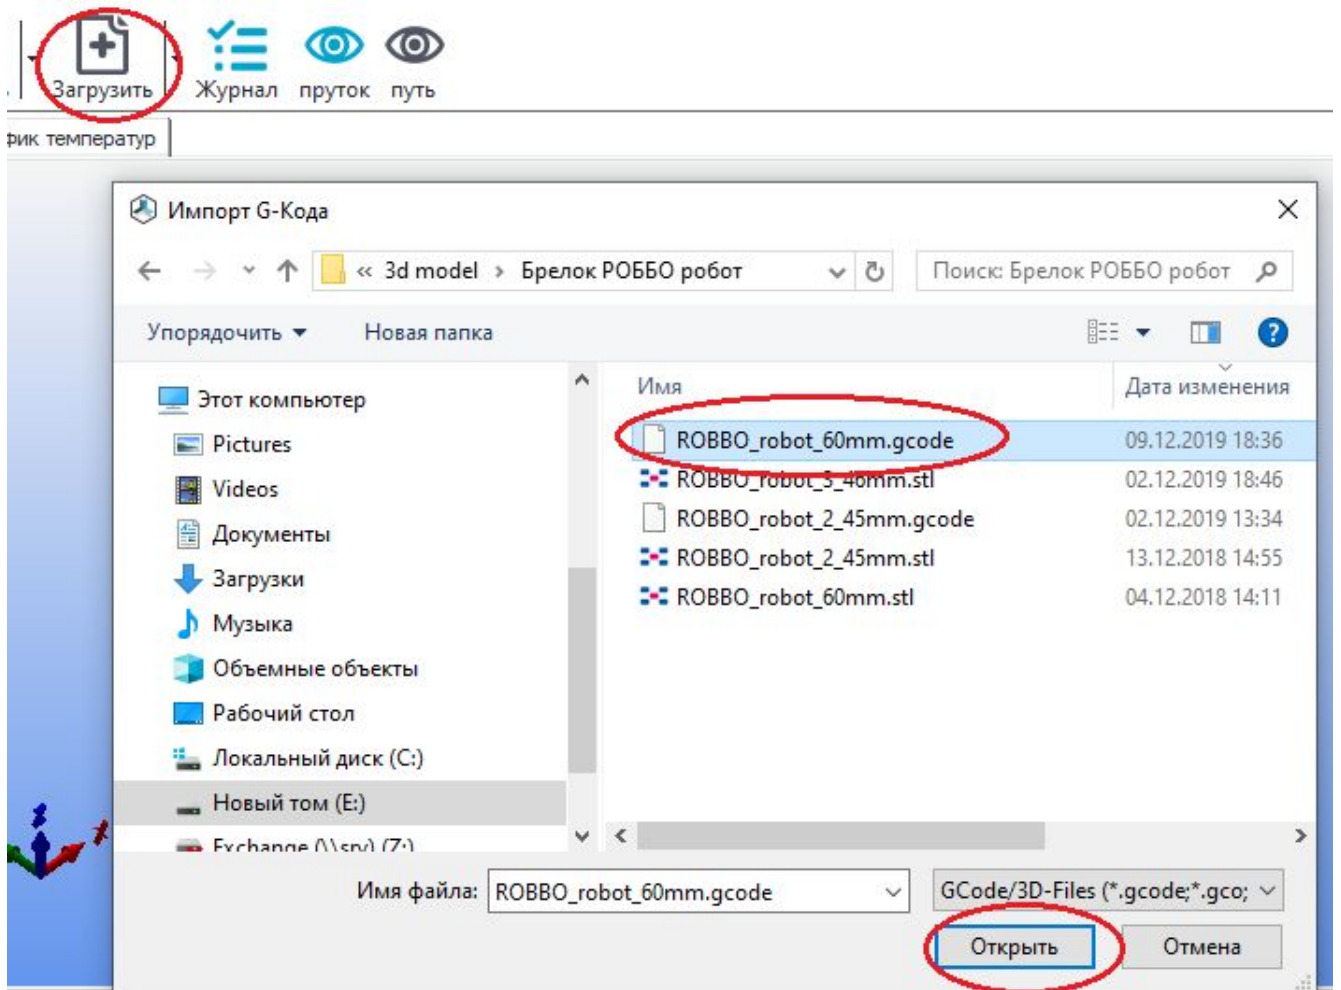 Загрузить
Журнал
пруток
путь
фик температур
Импорт G-Кода
« 3d model › Брелок РОББО робот
Поиск: Брелок РОББО робот
Упорядочить
Новая папка
Имя
Дата изменения
Этот компьютер
Pictures
Videos
Документы
Загрузки
Музыка
Объемные объекты
Рабочий стол
Локальный диск (C:)
Новый том (E:)
Exchange (\\srv) (Z:)
ROBBO_robot_60mm.gcode 09.12.2019 18:36
ROBBO_robot_3_46mm.stl 02.12.2019 18:46
ROBBO_robot_2_45mm.gcode 02.12.2019 13:34
ROBBO_robot_2_45mm.stl 13.12.2018 14:55
ROBBO_robot_60mm.stl 04.12.2018 14:11
Имя файла: ROBBO_robot_60mm.gcode
GCode/3D-Files (*.gcode;*.gco;
Открыть
Отмена